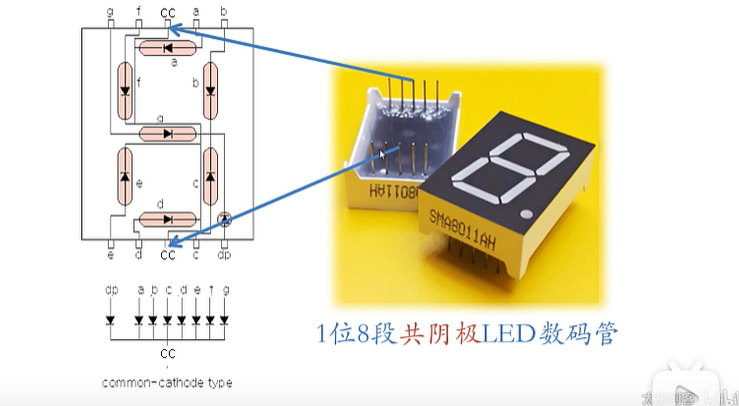 g f CC a b
a
f
b
g
e
c
d
e d CC c dp
HA1108
SMA8011AH
dp a b c d e f g
CC
common-cathode type
1位8段共阴极LED数码管